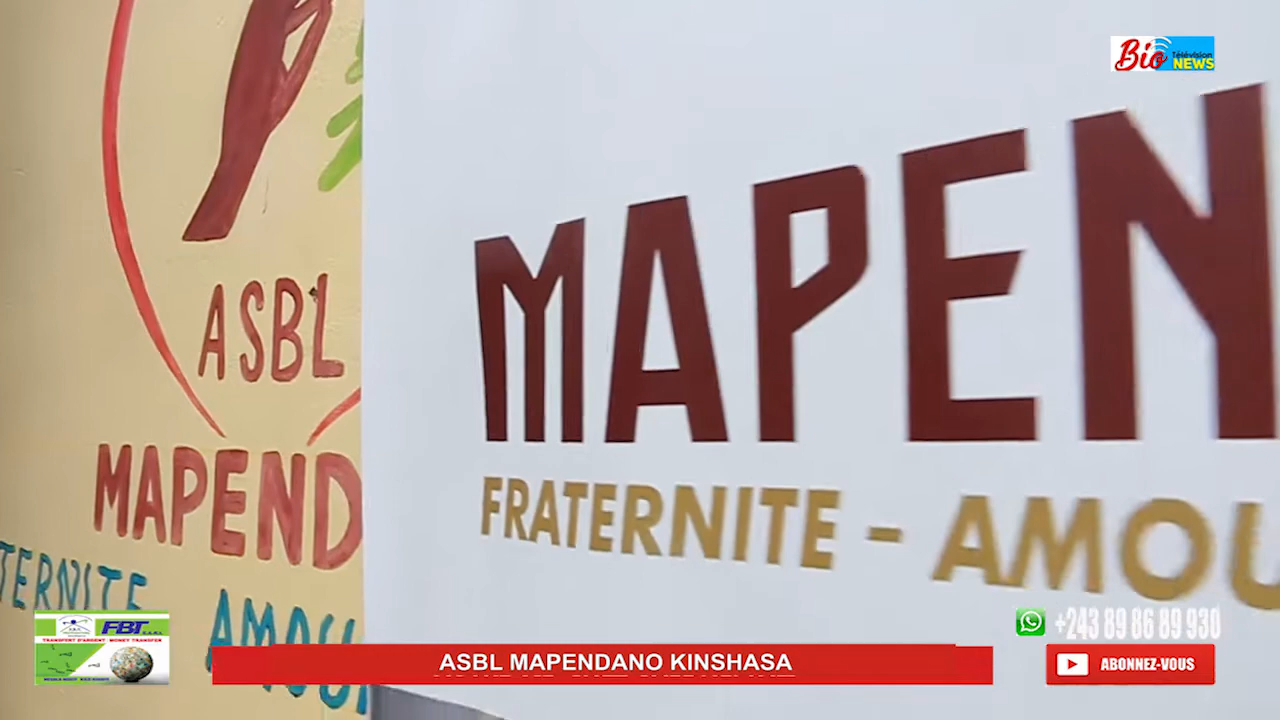 Bio
Télévision
NEWS
MAPEN
FRATERNITE - AMOU
ASBL
MAPEND
TERNITE
AMOUR
FBT
TRANSFERT D'ARGENT - MONEY TRANSFER
+243 89 86 89 930
ASBL MAPENDANO KINSHASA
ABONNEZ-VOUS